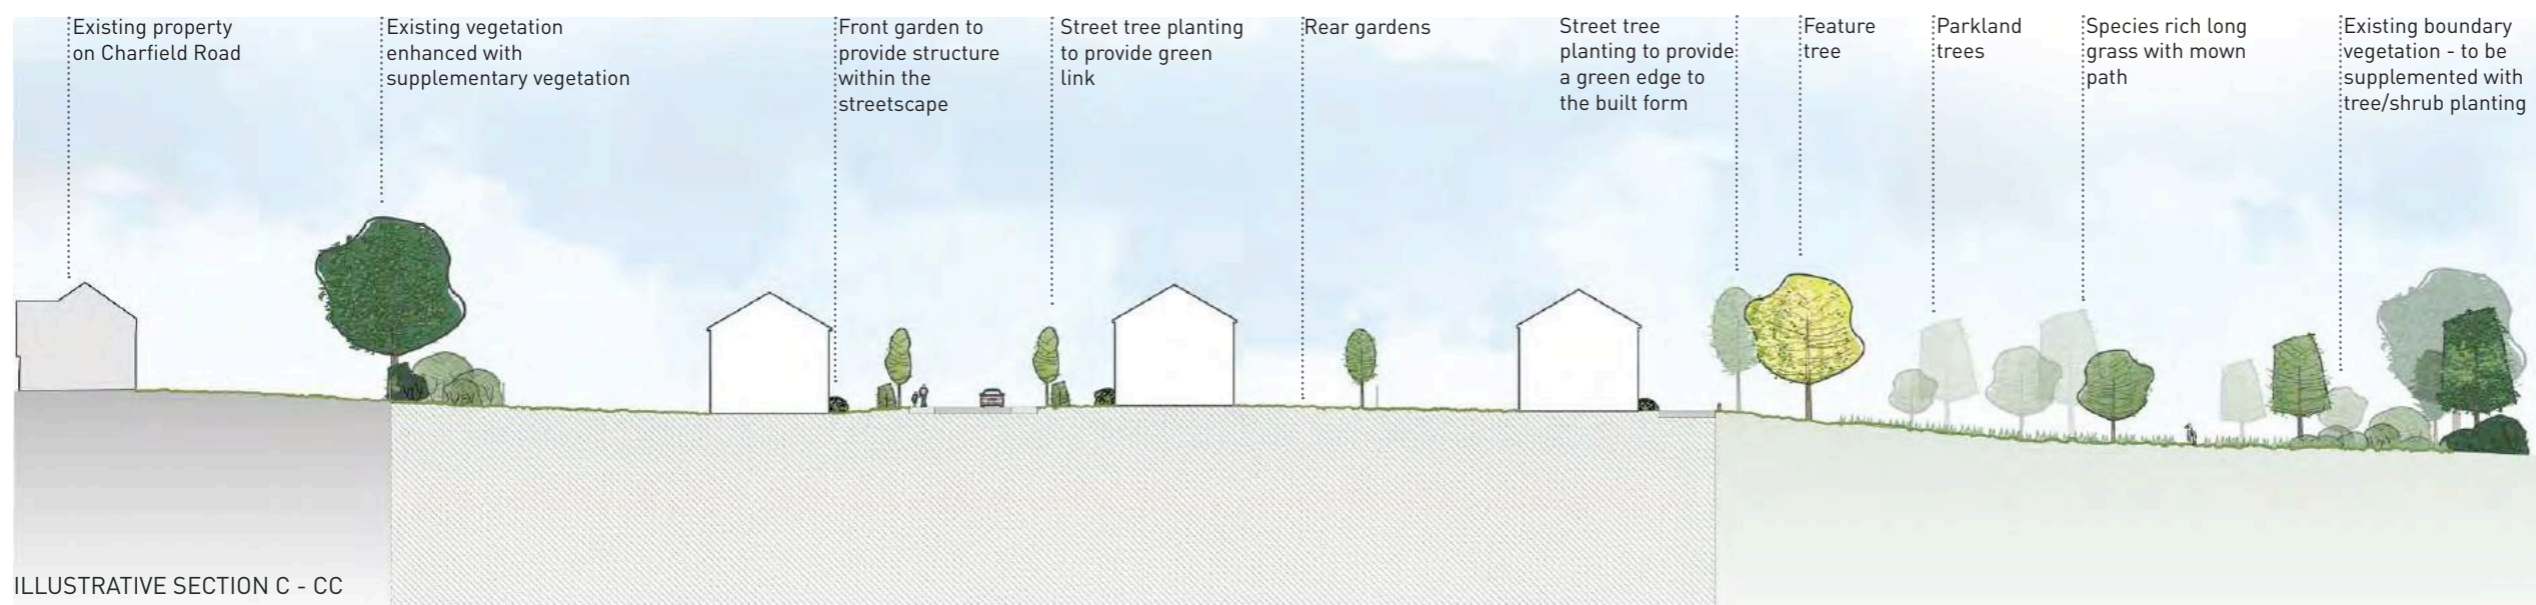 Existing property
on Charfield Road
Existing vegetation
enhanced with
supplementary vegetation
Front garden to
provide structure
within the
streetscape
Street tree planting
to provide green
link
Rear gardens
Street tree
planting to provide
a green edge to
the built form
Feature
tree
Parkland
trees
Species rich long
grass with mown
path
Existing boundary
vegetation - to be
supplemented with
tree/shrub planting
ILLUSTRATIVE SECTION C - CC